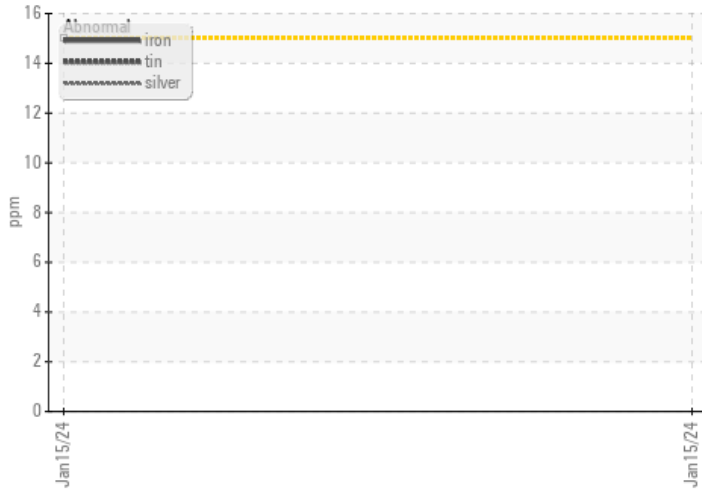 16
Abnormal
iron
tin
silver
14
12
10
8
6
4
2
0
ppm
Jan15/24
Jan15/24